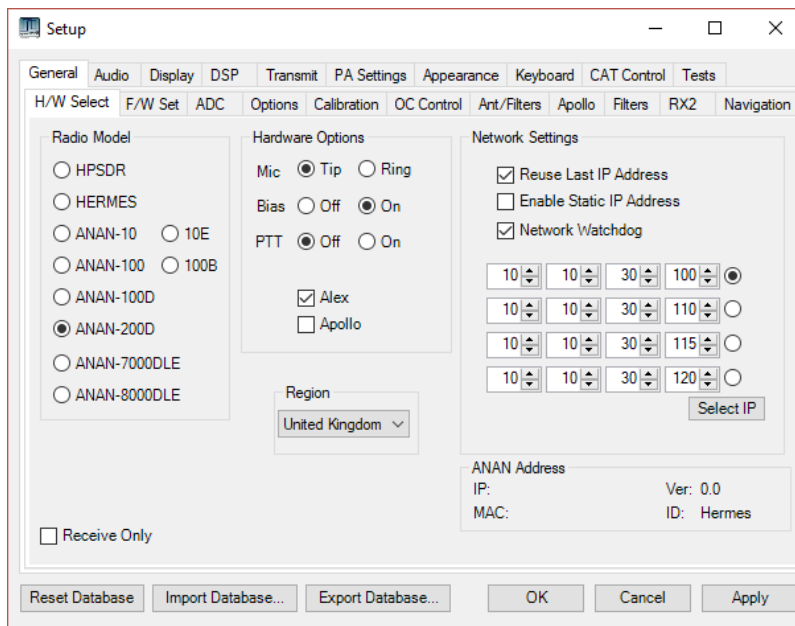 Setup
General Audio Display DSP Transmit PA Settings Appearance Keyboard CAT Control Tests
H/W Select F/W Set ADC Options Calibration OC Control Ant/Filters Apollo Filters RX2 Navigation
Radio Model
HPSDR
HERMES
ANAN-10 10E
ANAN-100 100B
ANAN-100D
ANAN-200D
ANAN-7000DLE
ANAN-8000DLE
Hardware Options
Mic Tip Ring
Bias Off On
PTT Off On
Alex
Apollo
Region
United Kingdom
Network Settings
Reuse Last IP Address
Enable Static IP Address
Network Watchdog
10 10 30 100
10 10 30 110
10 10 30 115
10 10 30 120
Select IP
ANAN Address
IP: Ver: 0.0
MAC: ID: Hermes
Receive Only
Reset Database Import Database... Export Database... OK Cancel Apply